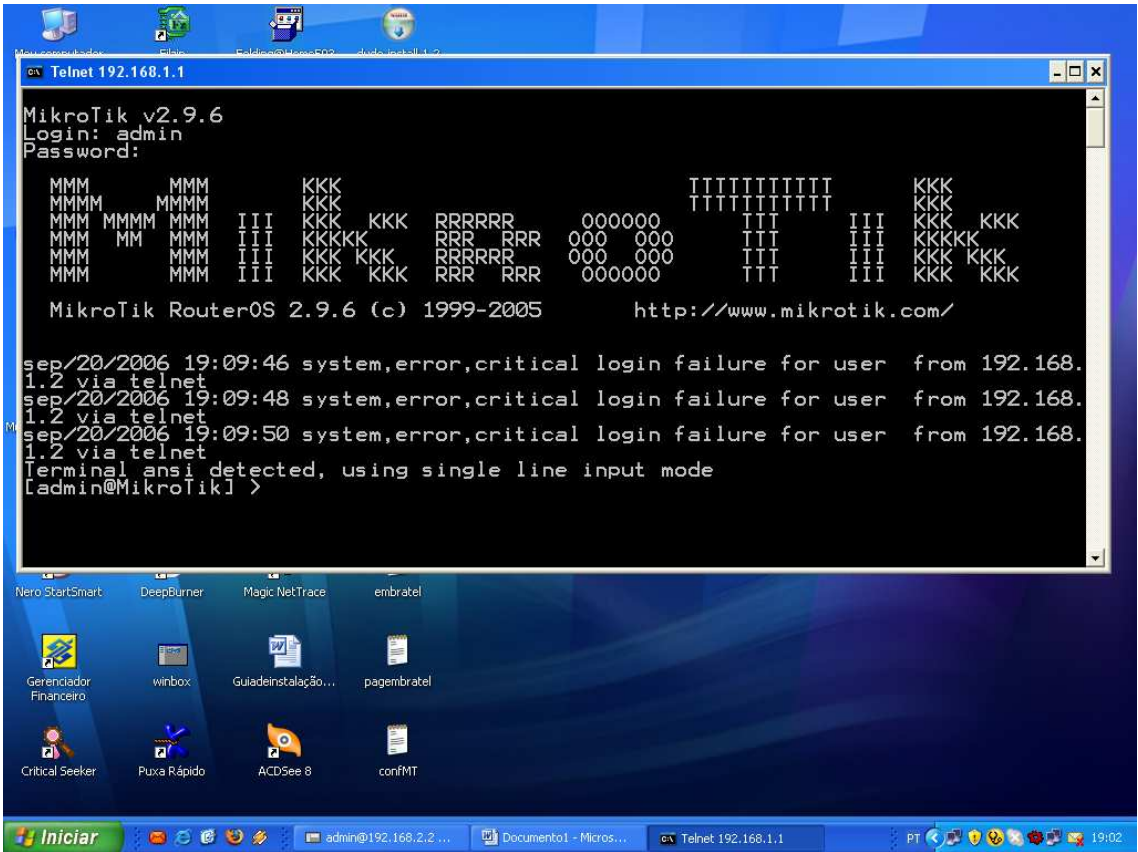 Telnet 192.168.1.1
MikroTik v2.9.6
Login: admin
Password:
MMM MMM KKK TTTTTTTTTTT KKK
MMMM MMMM KKK TTTTTTTTTTT KKK
MMM MMMM MMM III KKK KKK RRRRRR OOOOOO TTT III KKK KKK
MMM MM MMM III KKKKK RRR RRR OOO OOO TTT III KKKKK
MMM MMM III KKK KKK RRRRRR OOO OOO TTT III KKK KKK
MMM MMM III KKK KKK RRR RRR OOOOOO TTT III KKK KKK
MikroTik RouterOS 2.9.6 (c) 1999-2005 http://www.mikrotik.com/
sep/20/2006 19:09:46 system,error,critical login failure for user from 192.168.
1.2 via telnet
sep/20/2006 19:09:48 system,error,critical login failure for user from 192.168.
1.2 via telnet
sep/20/2006 19:09:50 system,error,critical login failure for user from 192.168.
1.2 via telnet
Terminal ansi detected, using single line input mode
[admin@MikroTik] >
Nero StartSmart DeepBurner Magic NetTrace embratel
Gerenciador winbox Guiadeinstalação... pagembratel
Financeiro
Critical Seeker Puxa Rápido ACDSee 8 confMT
Iniciar admin@192.168.2.2 ... Documento1 - Micros... Telnet 192.168.1.1 PT 19:02